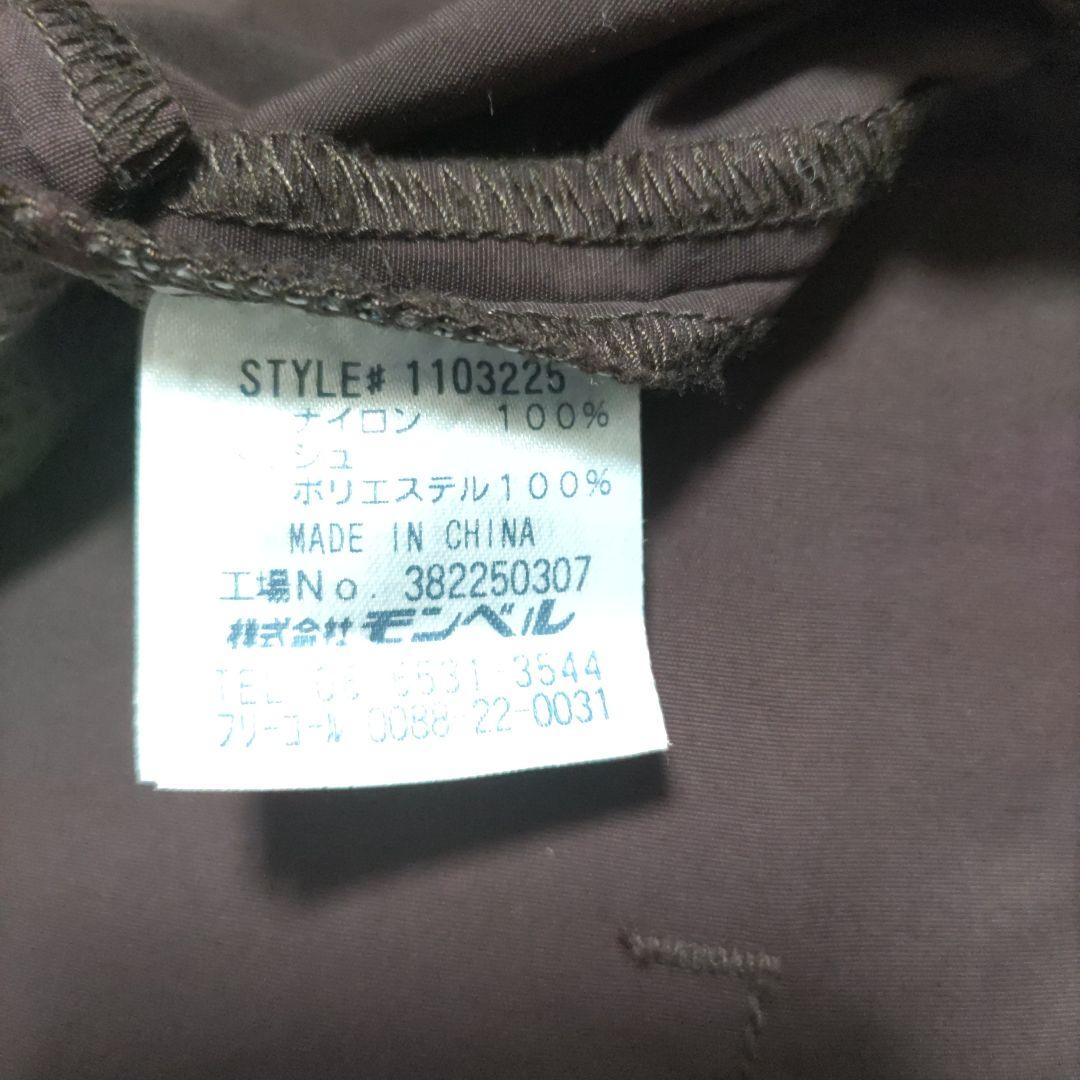 STYLE# 1103225
ナイロン 100%
シュ
ポリエステル100%
MADE IN CHINA
工場No. 382250307
株式会社 モンベル
TEL 06-6531-3544
フリーコール 0088-22-0031